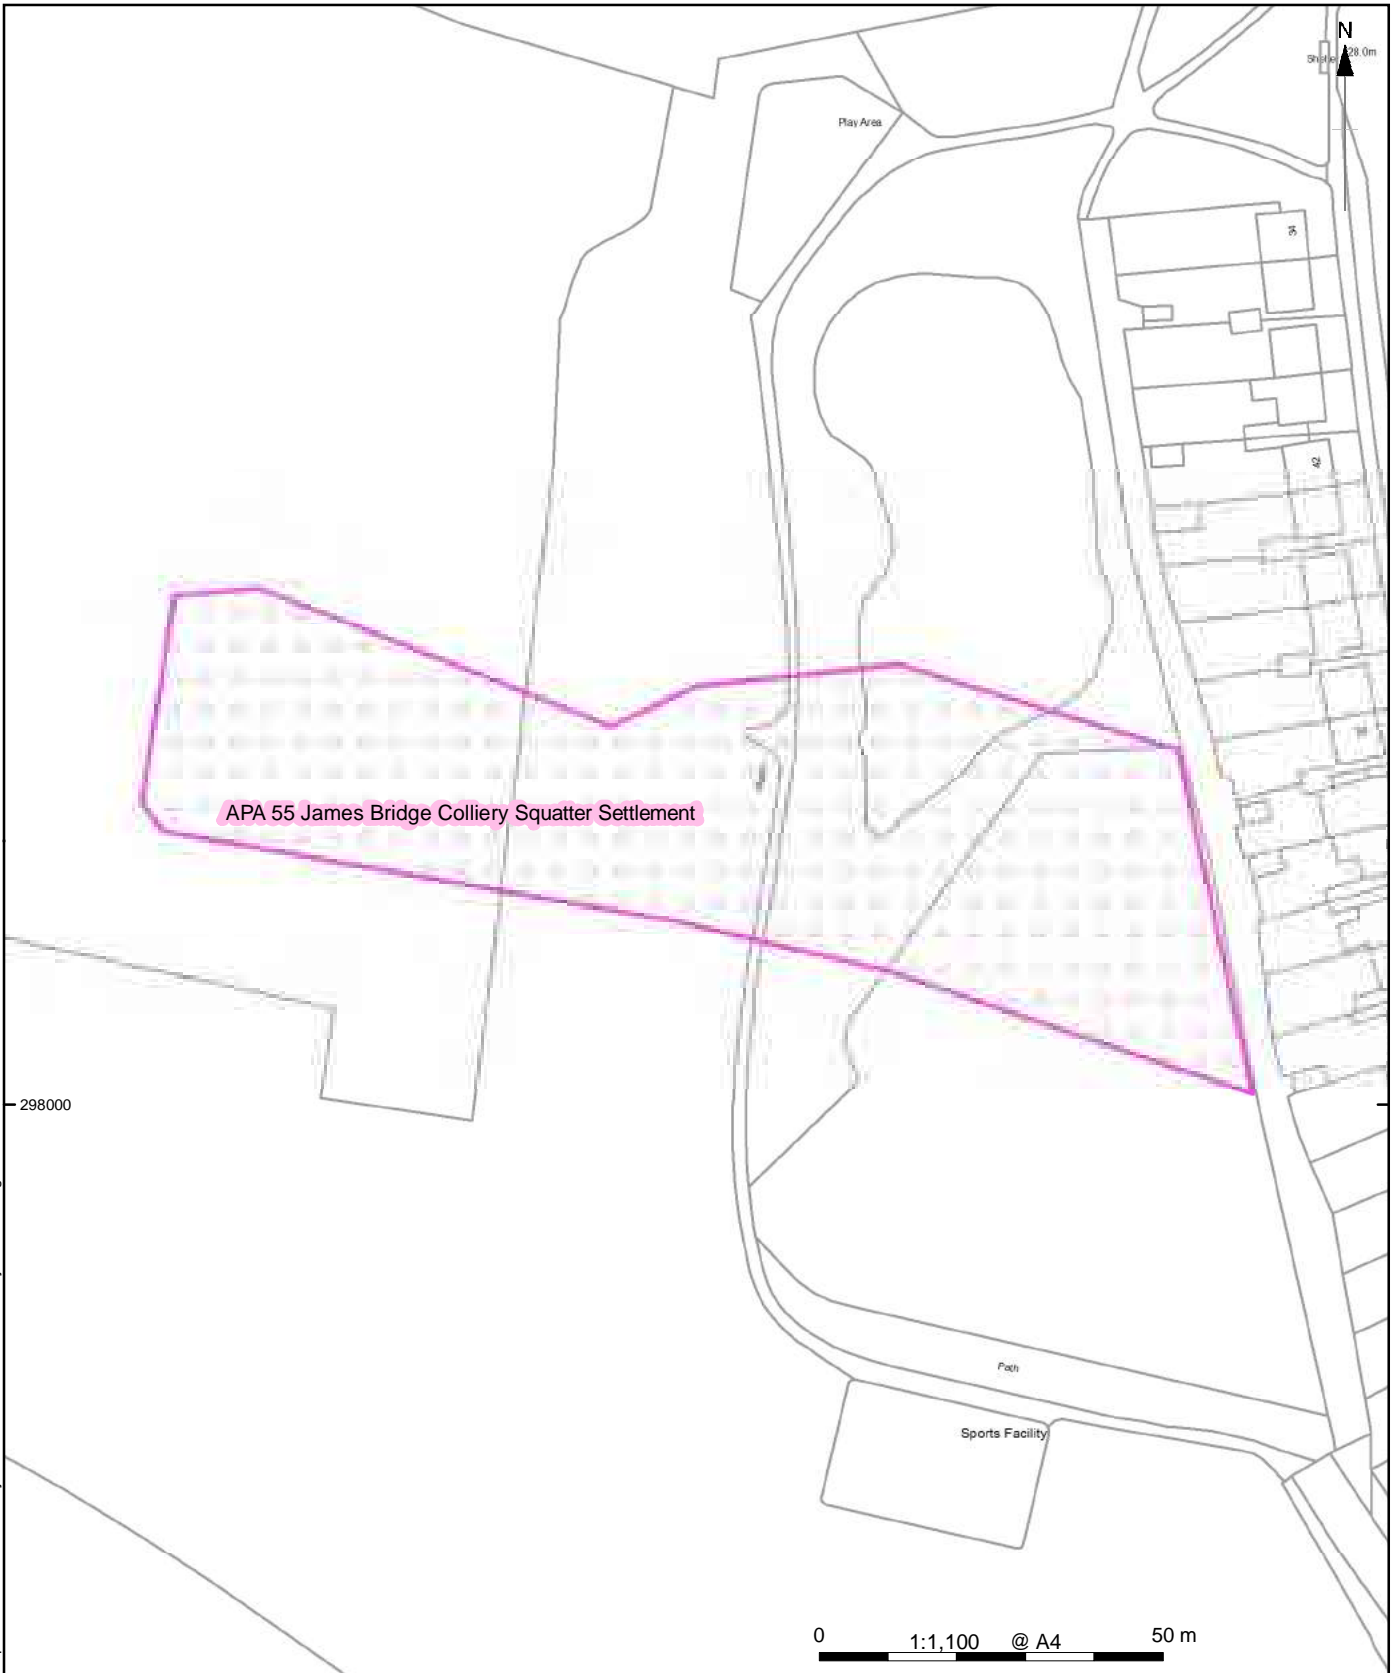 N
28.0m
Play Area
34
42
APA 55 James Bridge Colliery Squatter Settlement
298000
Path
Sports Facility
0 1:1,100 @ A4 50 m